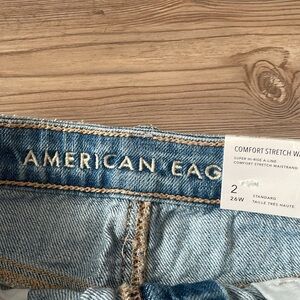 AMERICAN EAG
COMFORT STRETCH WA
SUPER HI-RISE A-LINE
COMFORT STRETCH WAISTBAND
2
26W
STANDARD
TAILLE TRÈS HAUTE